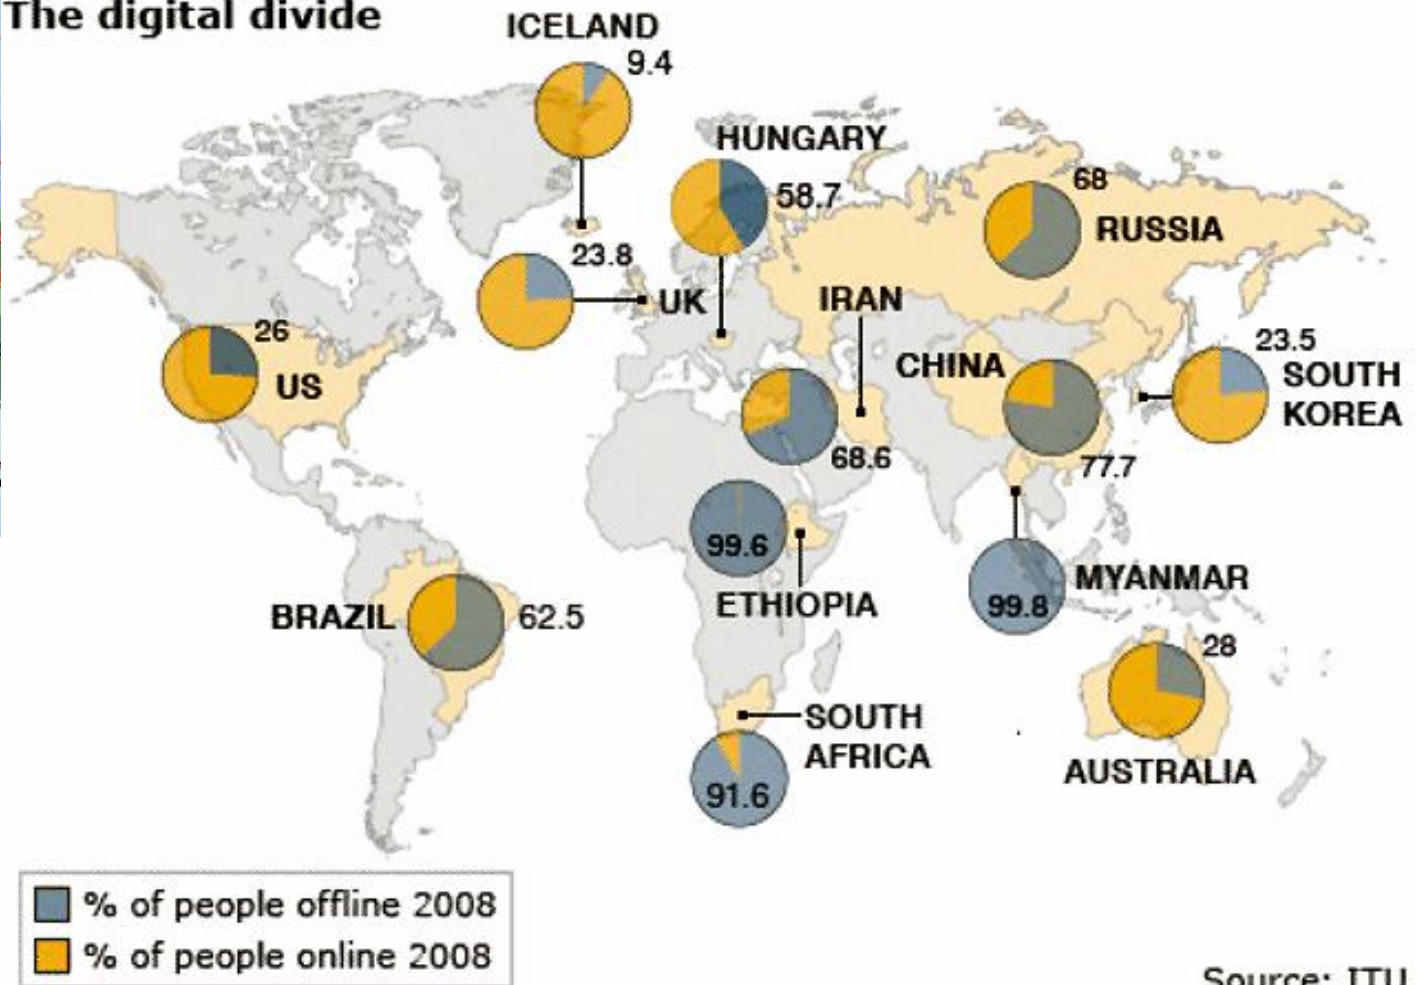 The digital divide
ICELAND
9.4
HUNGARY
58.7
68
RUSSIA
23.8
UK
IRAN
26
US
CHINA
23.5
SOUTH
KOREA
68.6
77.7
99.6
ETHIOPIA
MYANMAR
99.8
BRAZIL
62.5
28
SOUTH
AFRICA
91.6
AUSTRALIA
% of people offline 2008
% of people online 2008
Source: ITU